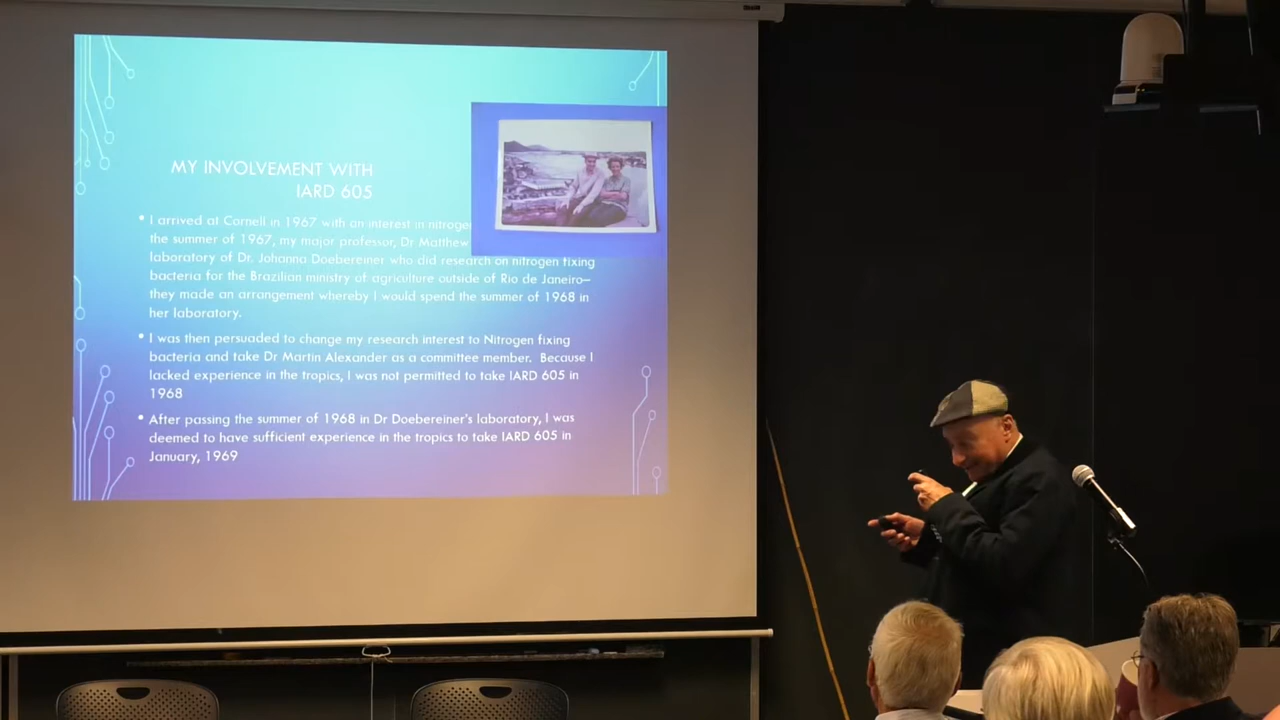 MY INVOLVEMENT WITH
IARD 605
• I arrived at Cornell in 1967 with an interest in
the summer of 1967, my major professor, Dr Matthew
laboratory of Dr. Johanna Doebereiner who did research on nitrogen fixing
bacteria for the Brazilian ministry of agriculture outside of Rio de Janeiro—
they made an arrangement whereby I would spend the summer of 1968 in
her laboratory.
• I was then persuaded to change my research interest to Nitrogen fixing
bacteria and take Dr Martin Alexander as a committee member. Because I
lacked experience in the tropics, I was not permitted to take IARD 605 in
1968
• After passing the summer of 1968 in Dr Doebereiner's laboratory, I was
deemed to have sufficient experience in the tropics to take IARD 605 in
January, 1969